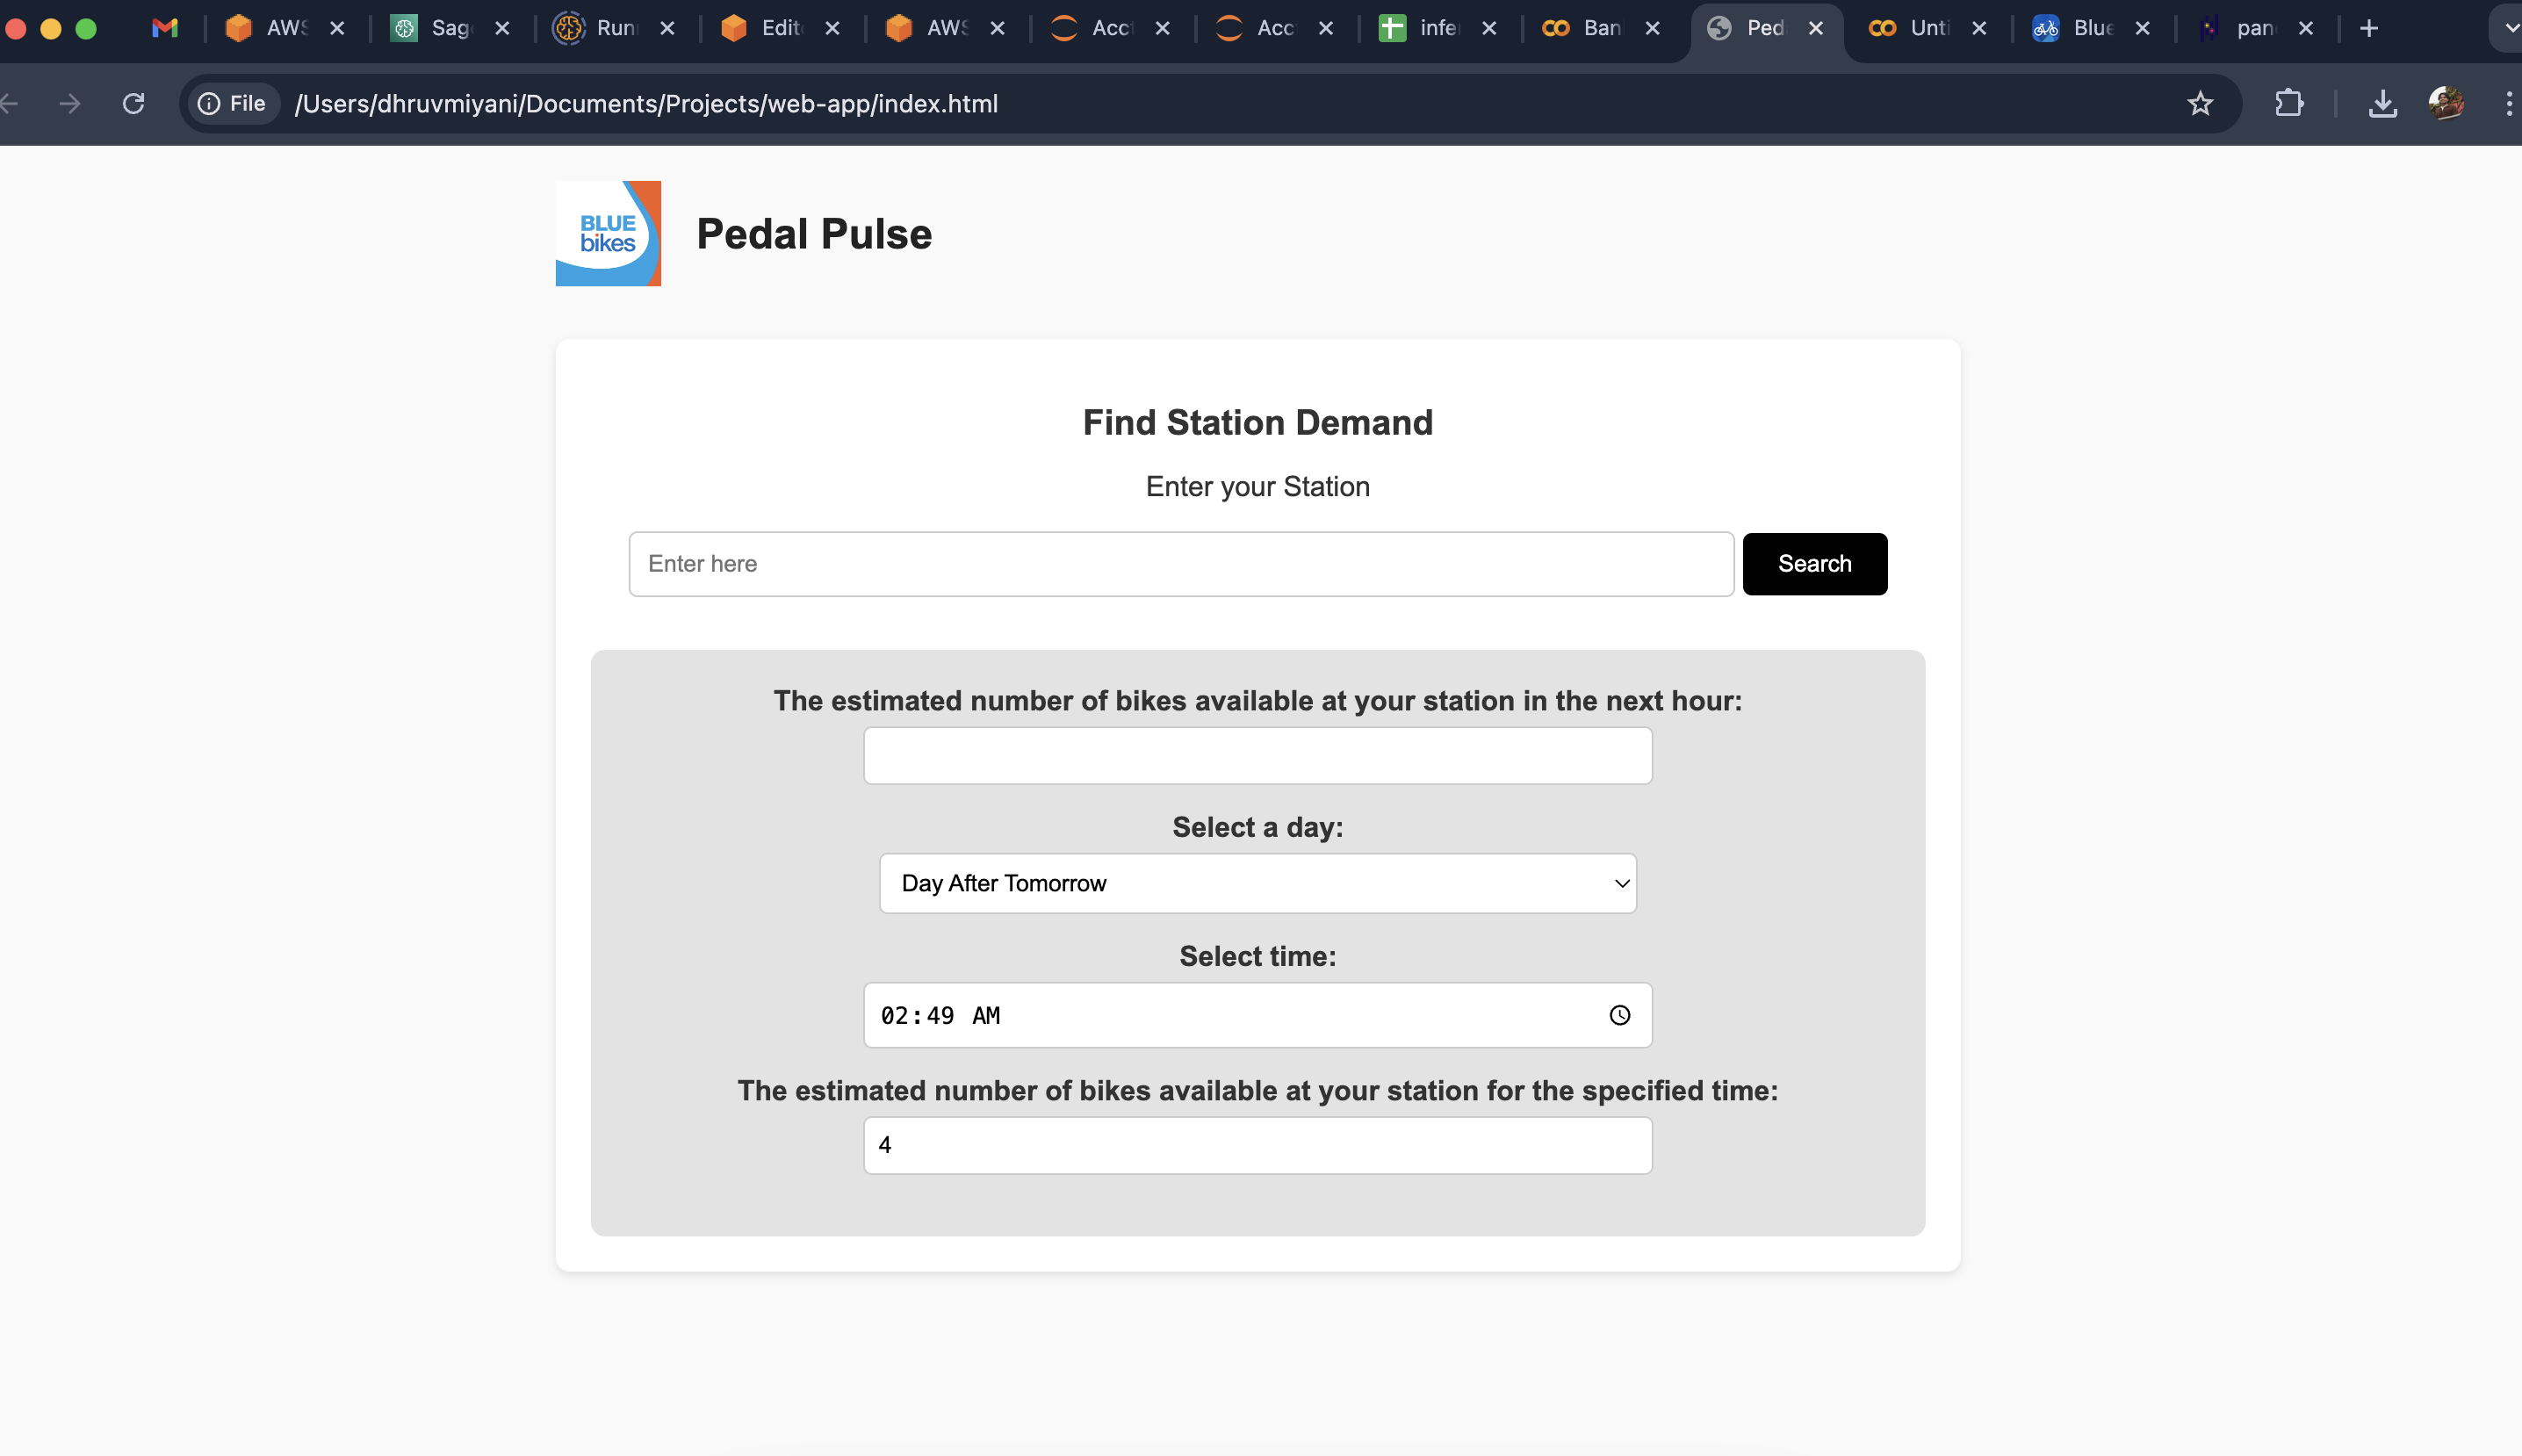 AWS
Sag
Run
Edit
AWS
Acc
Acc
infe
Ban
Ped
Unti
Blue
pan
File /Users/dhruvmiyani/Documents/Projects/web-app/index.html
BLUE
bikes
Pedal Pulse
Find Station Demand
Enter your Station
Enter here
Search
The estimated number of bikes available at your station in the next hour:
Select a day:
Day After Tomorrow
Select time:
02:49 AM
The estimated number of bikes available at your station for the specified time:
4